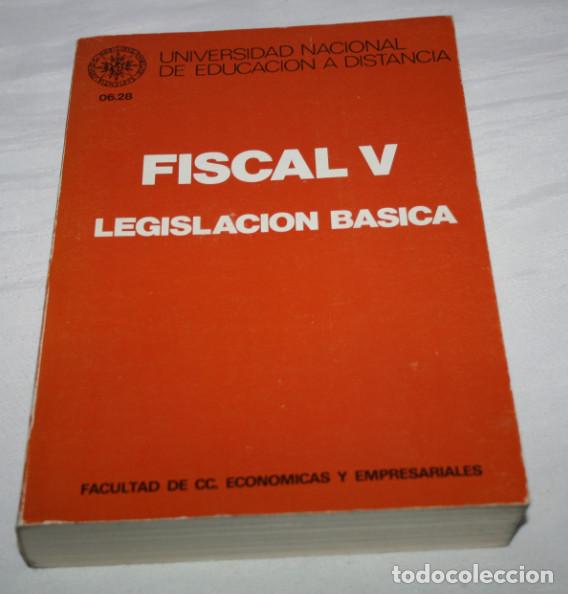 UNIVERSIDAD NACIONAL
DE EDUCACION A DISTANCIA
06.28
FISCAL V
LEGISLACION BASICA
FACULTAD DE CC. ECONOMICAS Y EMPRESARIALES
todocoleccion